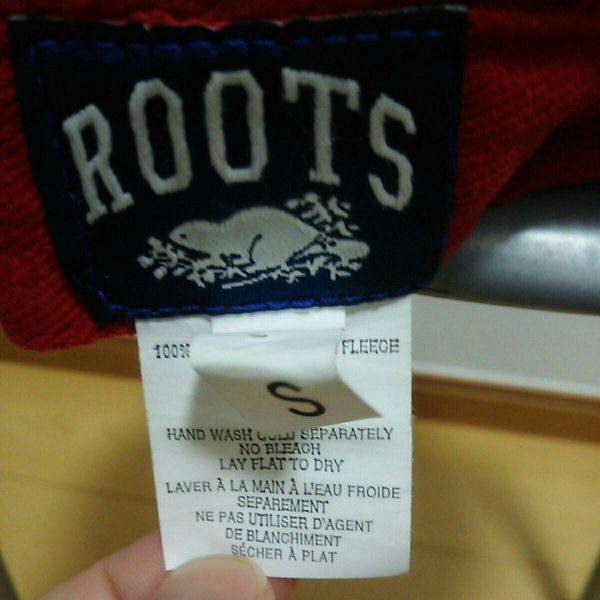 ROOTS
100% FLEECE
S
HAND WASH COLD SEPARATELY
NO BLEACH
LAY FLAT TO DRY
LAVER À LA MAIN À L'EAU FROIDE
SEPAREMENT
NE PAS UTILISER D'AGENT
DE BLANCHIMENT
SÉCHER À PLAT